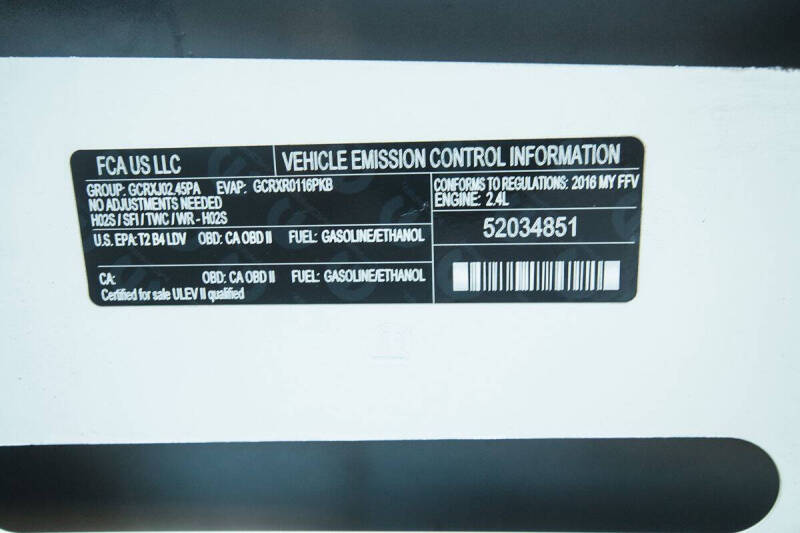 FCA US LLC
VEHICLE EMISSION CONTROL INFORMATION
GROUP: GCRXJ02.45PA EVAP: GCRXR0116PKB
NO ADJUSTMENTS NEEDED
H02S / SFI / TWC / WR - H02S
CONFORMS TO REGULATIONS: 2016 MY FFV
ENGINE: 2.4L
U.S. EPA: T2 B4 LDV OBD: CA OBD II FUEL: GASOLINE/ETHANOL
52034851
CA: OBD: CA OBD II FUEL: GASOLINE/ETHANOL
Certified for sale ULEV II qualified